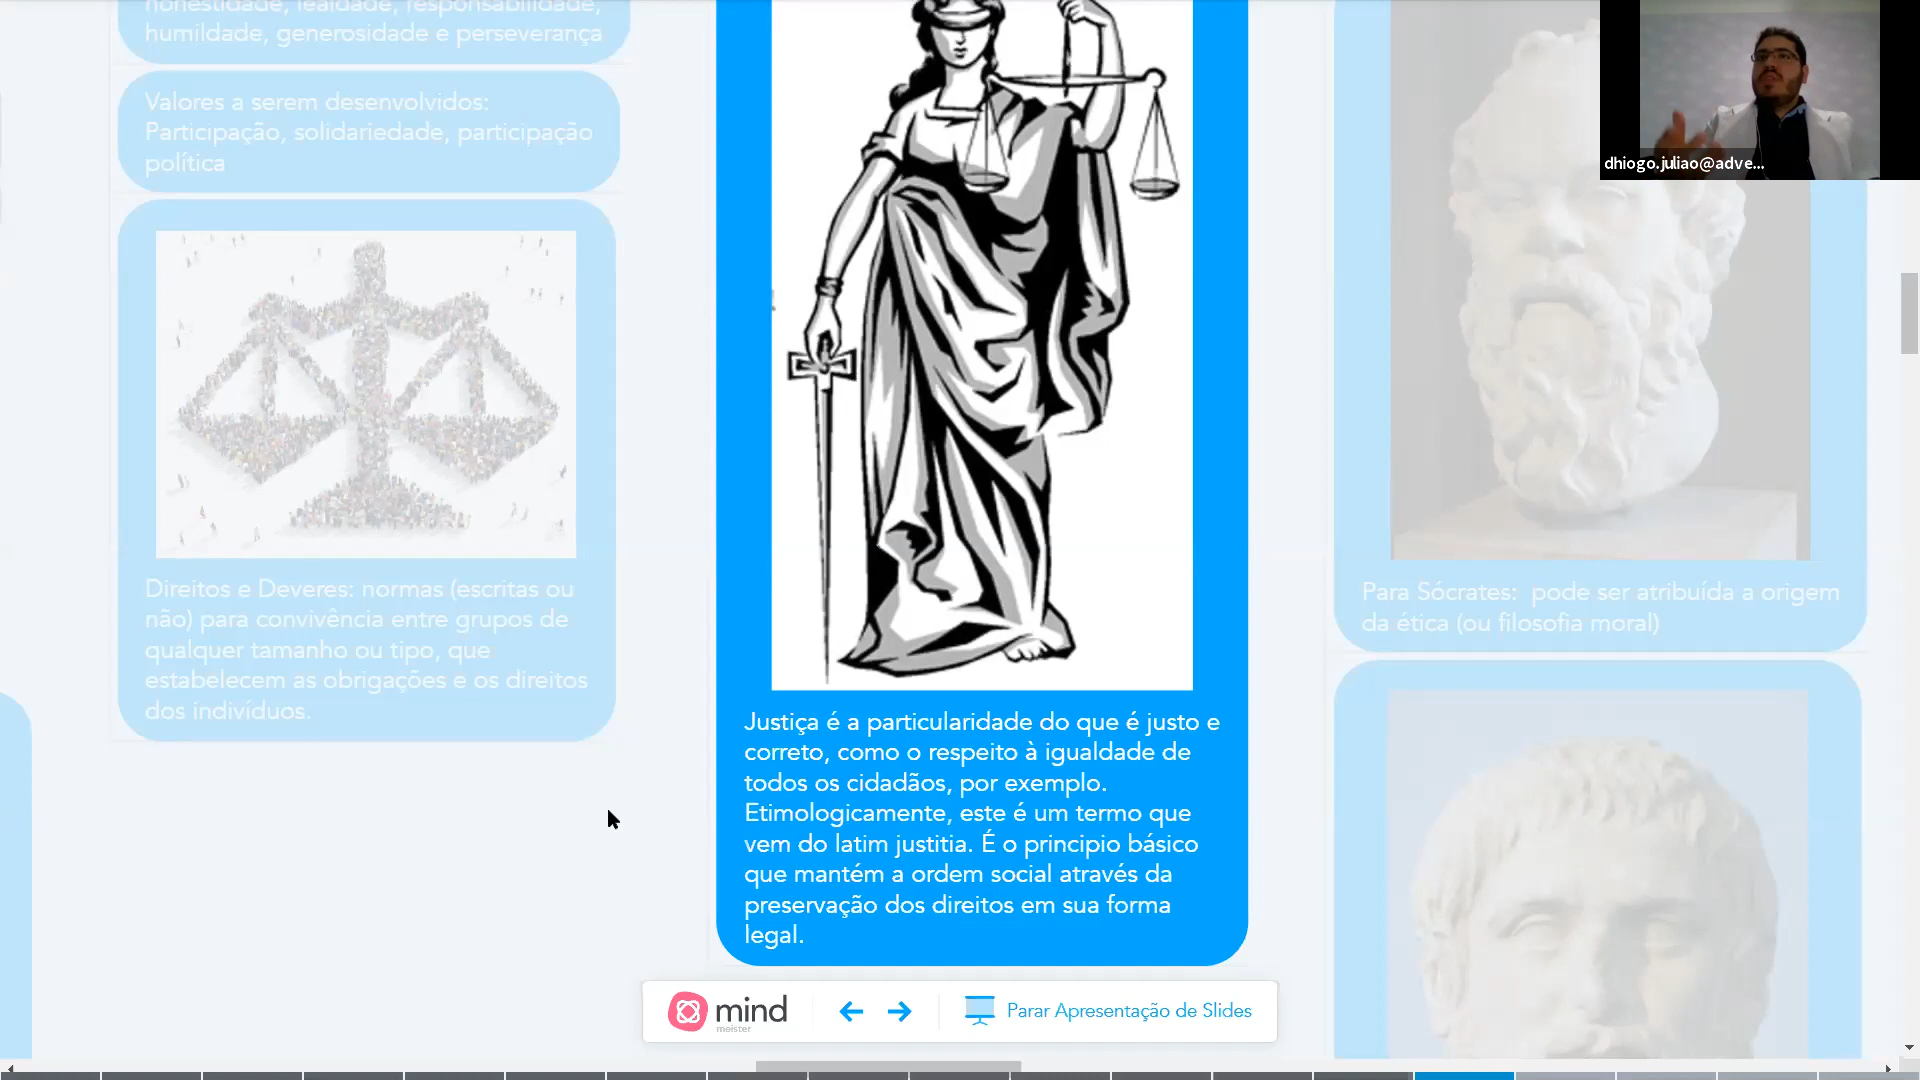 honestidade, lealdade, responsabilidade,
humildade, generosidade e perseverança
Valores a serem desenvolvidos:
Participação, solidariedade, participação
política
Direitos e Deveres: normas (escritas ou
não) para convivência entre grupos de
qualquer tamanho ou tipo, que
estabelecem as obrigações e os direitos
dos indivíduos.
Justiça é a particularidade do que é justo e
correto, como o respeito à igualdade de
todos os cidadãos, por exemplo.
Etimologicamente, este é um termo que
vem do latim justitia. É o principio básico
que mantém a ordem social através da
preservação dos direitos em sua forma
legal.
dhiogo.juliao@adve...
Para Sócrates:  pode ser atribuída a origem
da ética (ou filosofia moral)
mind
meister
Parar Apresentação de Slides